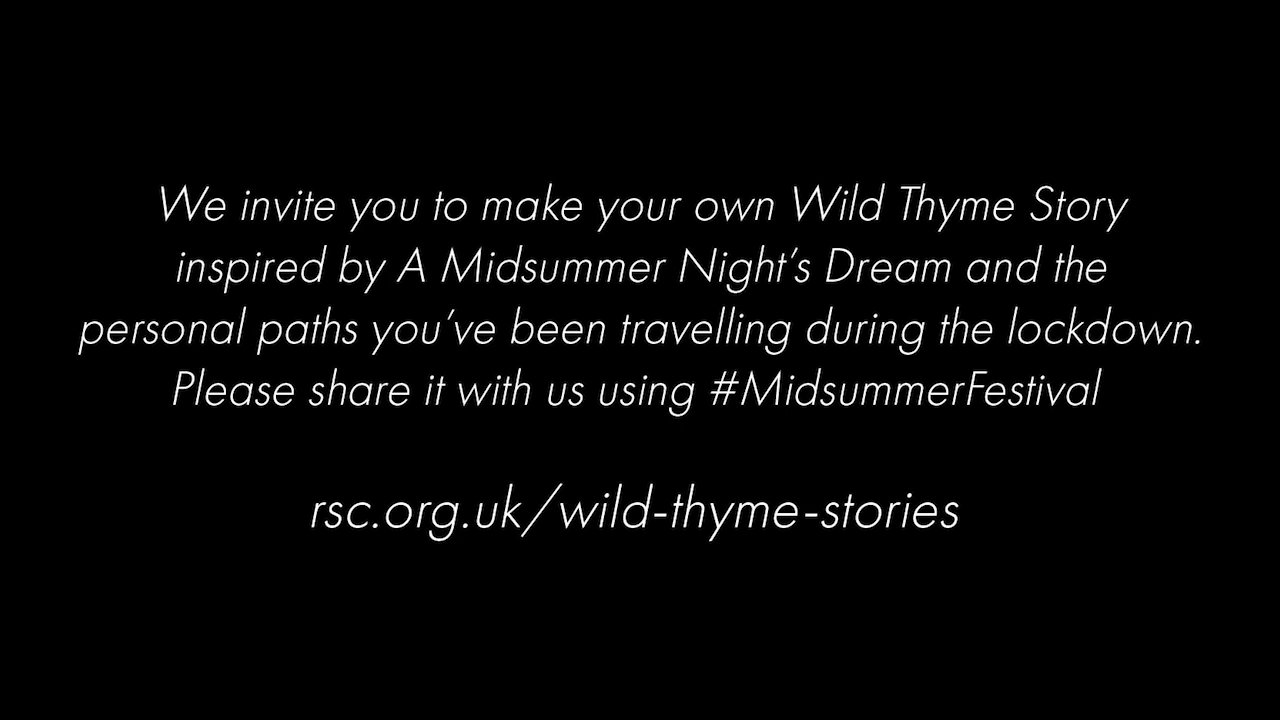 We invite you to make your own Wild Thyme Story
inspired by A Midsummer Night's Dream and the
personal paths you've been travelling during the lockdown.
Please share it with us using #MidsummerFestival
rsc.org.uk/wild-thyme-stories